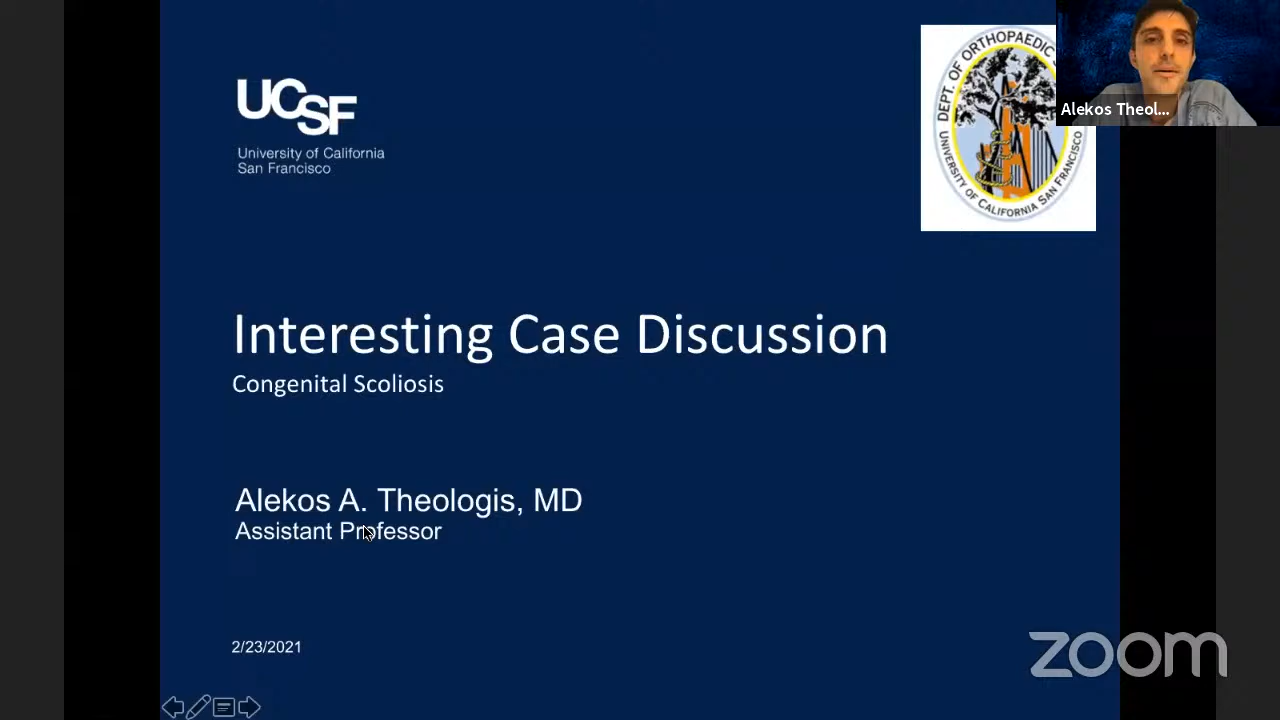 UCSF
University of California
San Francisco
DEPT. OF ORTHOPAEDIC
UNIVERSITY OF CALIFORNIA SAN FRANCISCO
Alekos Theol...
Interesting Case Discussion
Congenital Scoliosis
Alekos A. Theologis, MD
Assistant Professor
2/23/2021
zoom